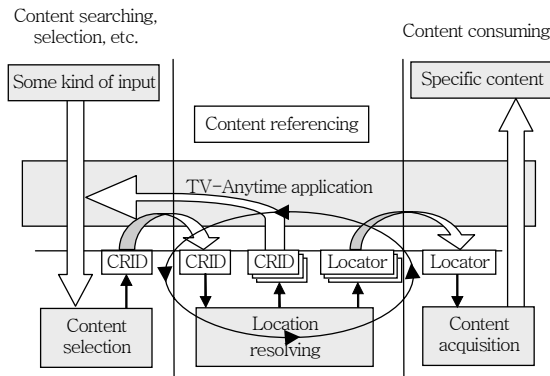 Content searching,
selection, etc.
Content consuming
Some kind of input
Specific content
Content referencing
TV-Anytime application
CRID
CRID
CRID
Locator
Locator
Content
selection
Location
resolving
Content
acquisition